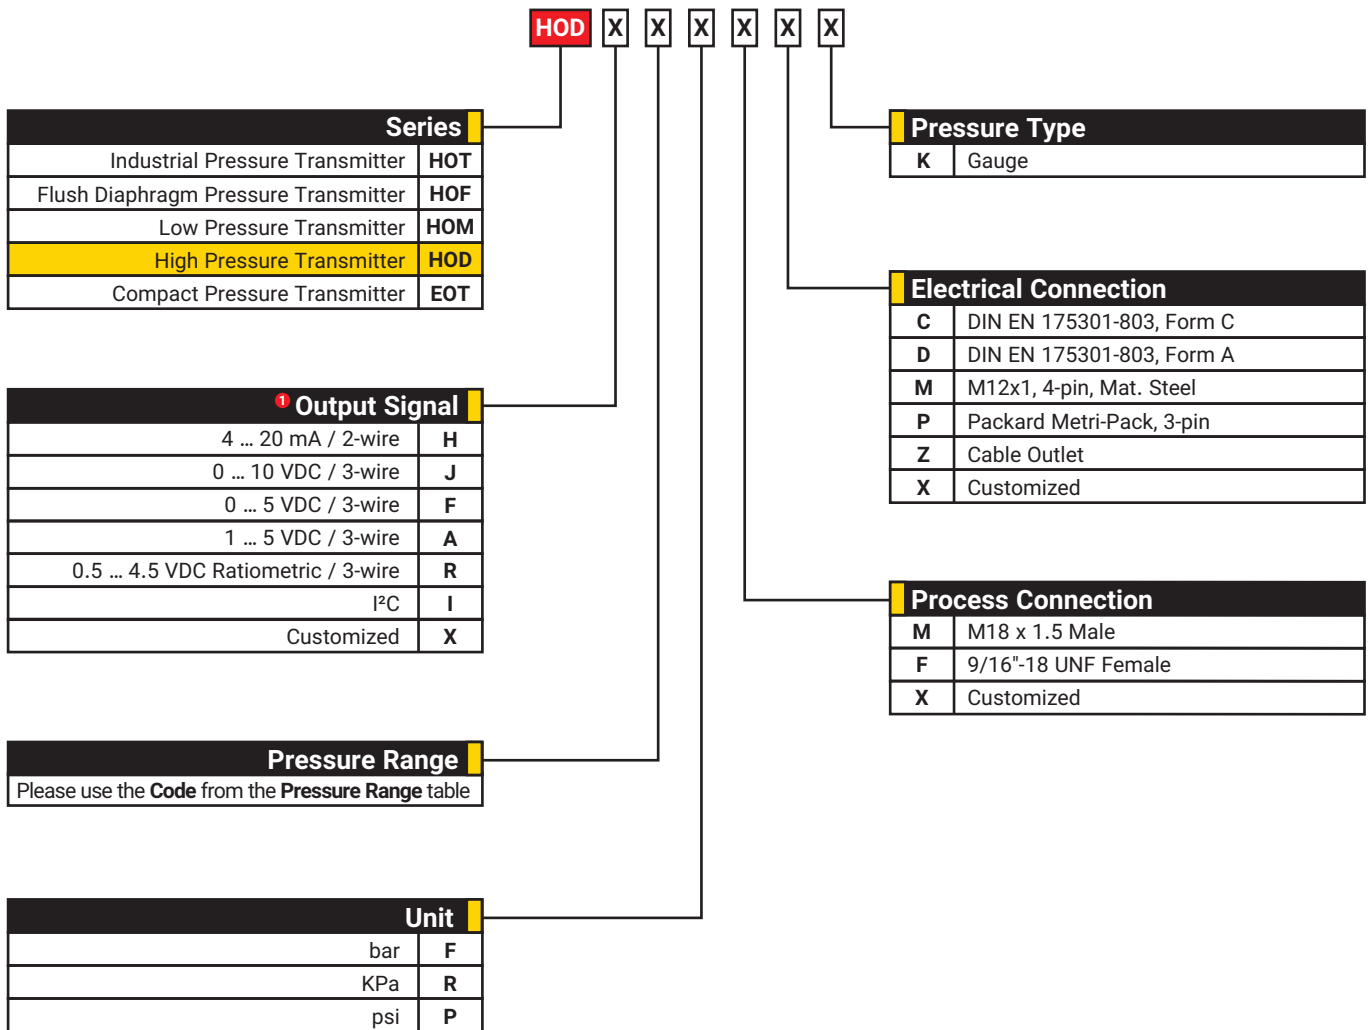 HOD X X X X X X
Series
Industrial Pressure Transmitter HOT
Flush Diaphragm Pressure Transmitter HOF
Low Pressure Transmitter HOM
High Pressure Transmitter HOD
Compact Pressure Transmitter EOT
1 Output Signal
4 ... 20 mA / 2-wire H
0 ... 10 VDC / 3-wire J
0 ... 5 VDC / 3-wire F
1 ... 5 VDC / 3-wire A
0.5 ... 4.5 VDC Ratiometric / 3-wire R
I²C I
Customized X
Pressure Range
Please use the Code from the Pressure Range table
Unit
bar F
KPa R
psi P
Pressure Type
K Gauge
Electrical Connection
C DIN EN 175301-803, Form C
D DIN EN 175301-803, Form A
M M12x1, 4-pin, Mat. Steel
P Packard Metri-Pack, 3-pin
Z Cable Outlet
X Customized
Process Connection
M M18 x 1.5 Male
F 9/16"-18 UNF Female
X Customized